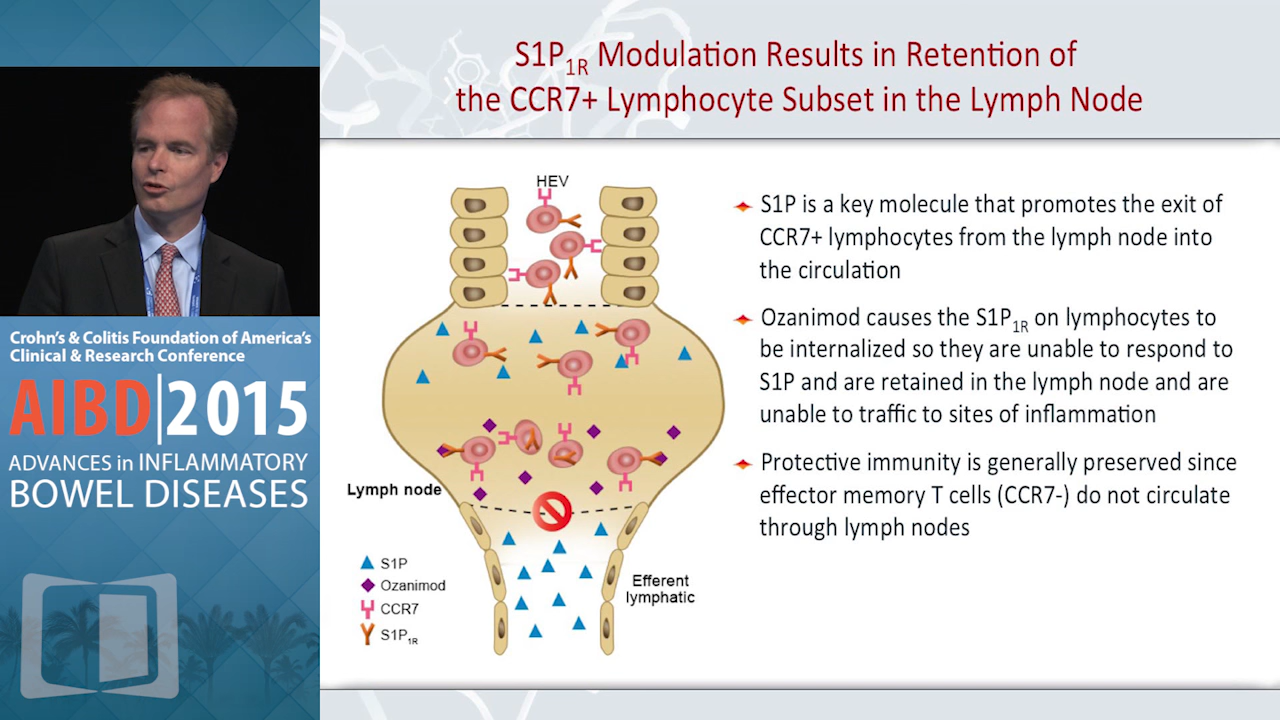 Crohn's & Colitis Foundation of America's
Clinical & Research Conference
AIBD|2015
ADVANCES in INFLAMMATORY
BOWEL DISEASES
S1P1R Modulation Results in Retention of
the CCR7+ Lymphocyte Subset in the Lymph Node
HEV
Lymph node
S1P
Ozanimod
CCR7
S1P1R
Efferent
lymphatic
S1P is a key molecule that promotes the exit of
CCR7+ lymphocytes from the lymph node into
the circulation
Ozanimod causes the S1P1R on lymphocytes to
be internalized so they are unable to respond to
S1P and are retained in the lymph node and are
unable to traffic to sites of inflammation
Protective immunity is generally preserved since
effector memory T cells (CCR7-) do not circulate
through lymph nodes